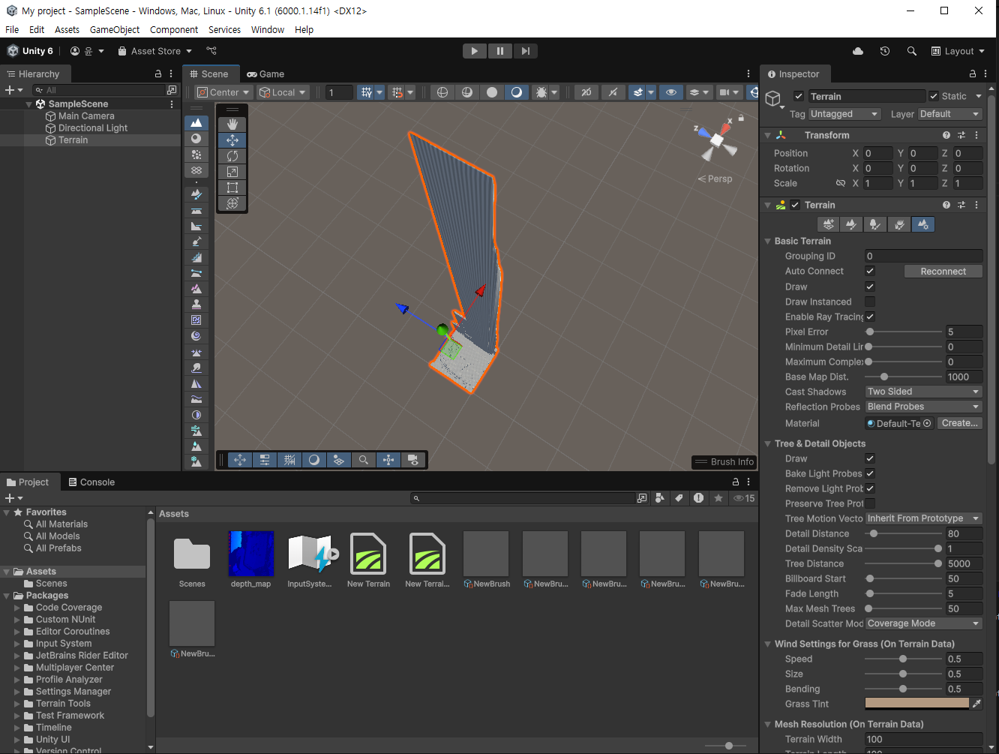 My project - SampleScene - Windows, Mac, Linux - Unity 6.1 (6000.1.14f1) <DX12>
File Edit Assets GameObject Component Services Window Help
Unity 6 윤 Asset Store Layout
Hierarchy
All
SampleScene
Main Camera
Directional Light
Terrain
Scene Game
Center Local 1 2D
x
z
Persp
Brush Info
Inspector
Terrain Static
Tag Untagged Layer Default
Transform
Position X 0 Y 0 Z 0
Rotation X 0 Y 0 Z 0
Scale X 1 Y 1 Z 1
Terrain
Basic Terrain
Grouping ID 0
Auto Connect Reconnect
Draw
Draw Instanced
Enable Ray Tracing
Pixel Error 5
Minimum Detail Lir 0
Maximum Comple 0
Base Map Dist. 1000
Cast Shadows Two Sided
Reflection Probes Blend Probes
Material Default-Te Create...
Tree & Detail Objects
Draw
Bake Light Probes
Remove Light Prob
Preserve Tree Prot
Tree Motion Vecto Inherit From Prototype
Detail Distance 80
Detail Density Sca 1
Tree Distance 5000
Billboard Start 50
Fade Length 5
Max Mesh Trees 50
Detail Scatter Mod Coverage Mode
Wind Settings for Grass (On Terrain Data)
Speed 0.5
Size 0.5
Bending 0.5
Grass Tint
Mesh Resolution (On Terrain Data)
Terrain Width 100
Project Console
15
Favorites
All Materials
All Models
All Prefabs
Assets
Scenes
Packages
Code Coverage
Custom NUnit
Editor Coroutines
Input System
JetBrains Rider Editor
Multiplayer Center
Profile Analyzer
Settings Manager
Terrain Tools
Test Framework
Timeline
Unity UI
Version Control
Assets
Scenes depth_map InputSyste... New Terrain New Terrai... NewBrush NewBru... NewBru... NewBru... NewBru...
NewBru...